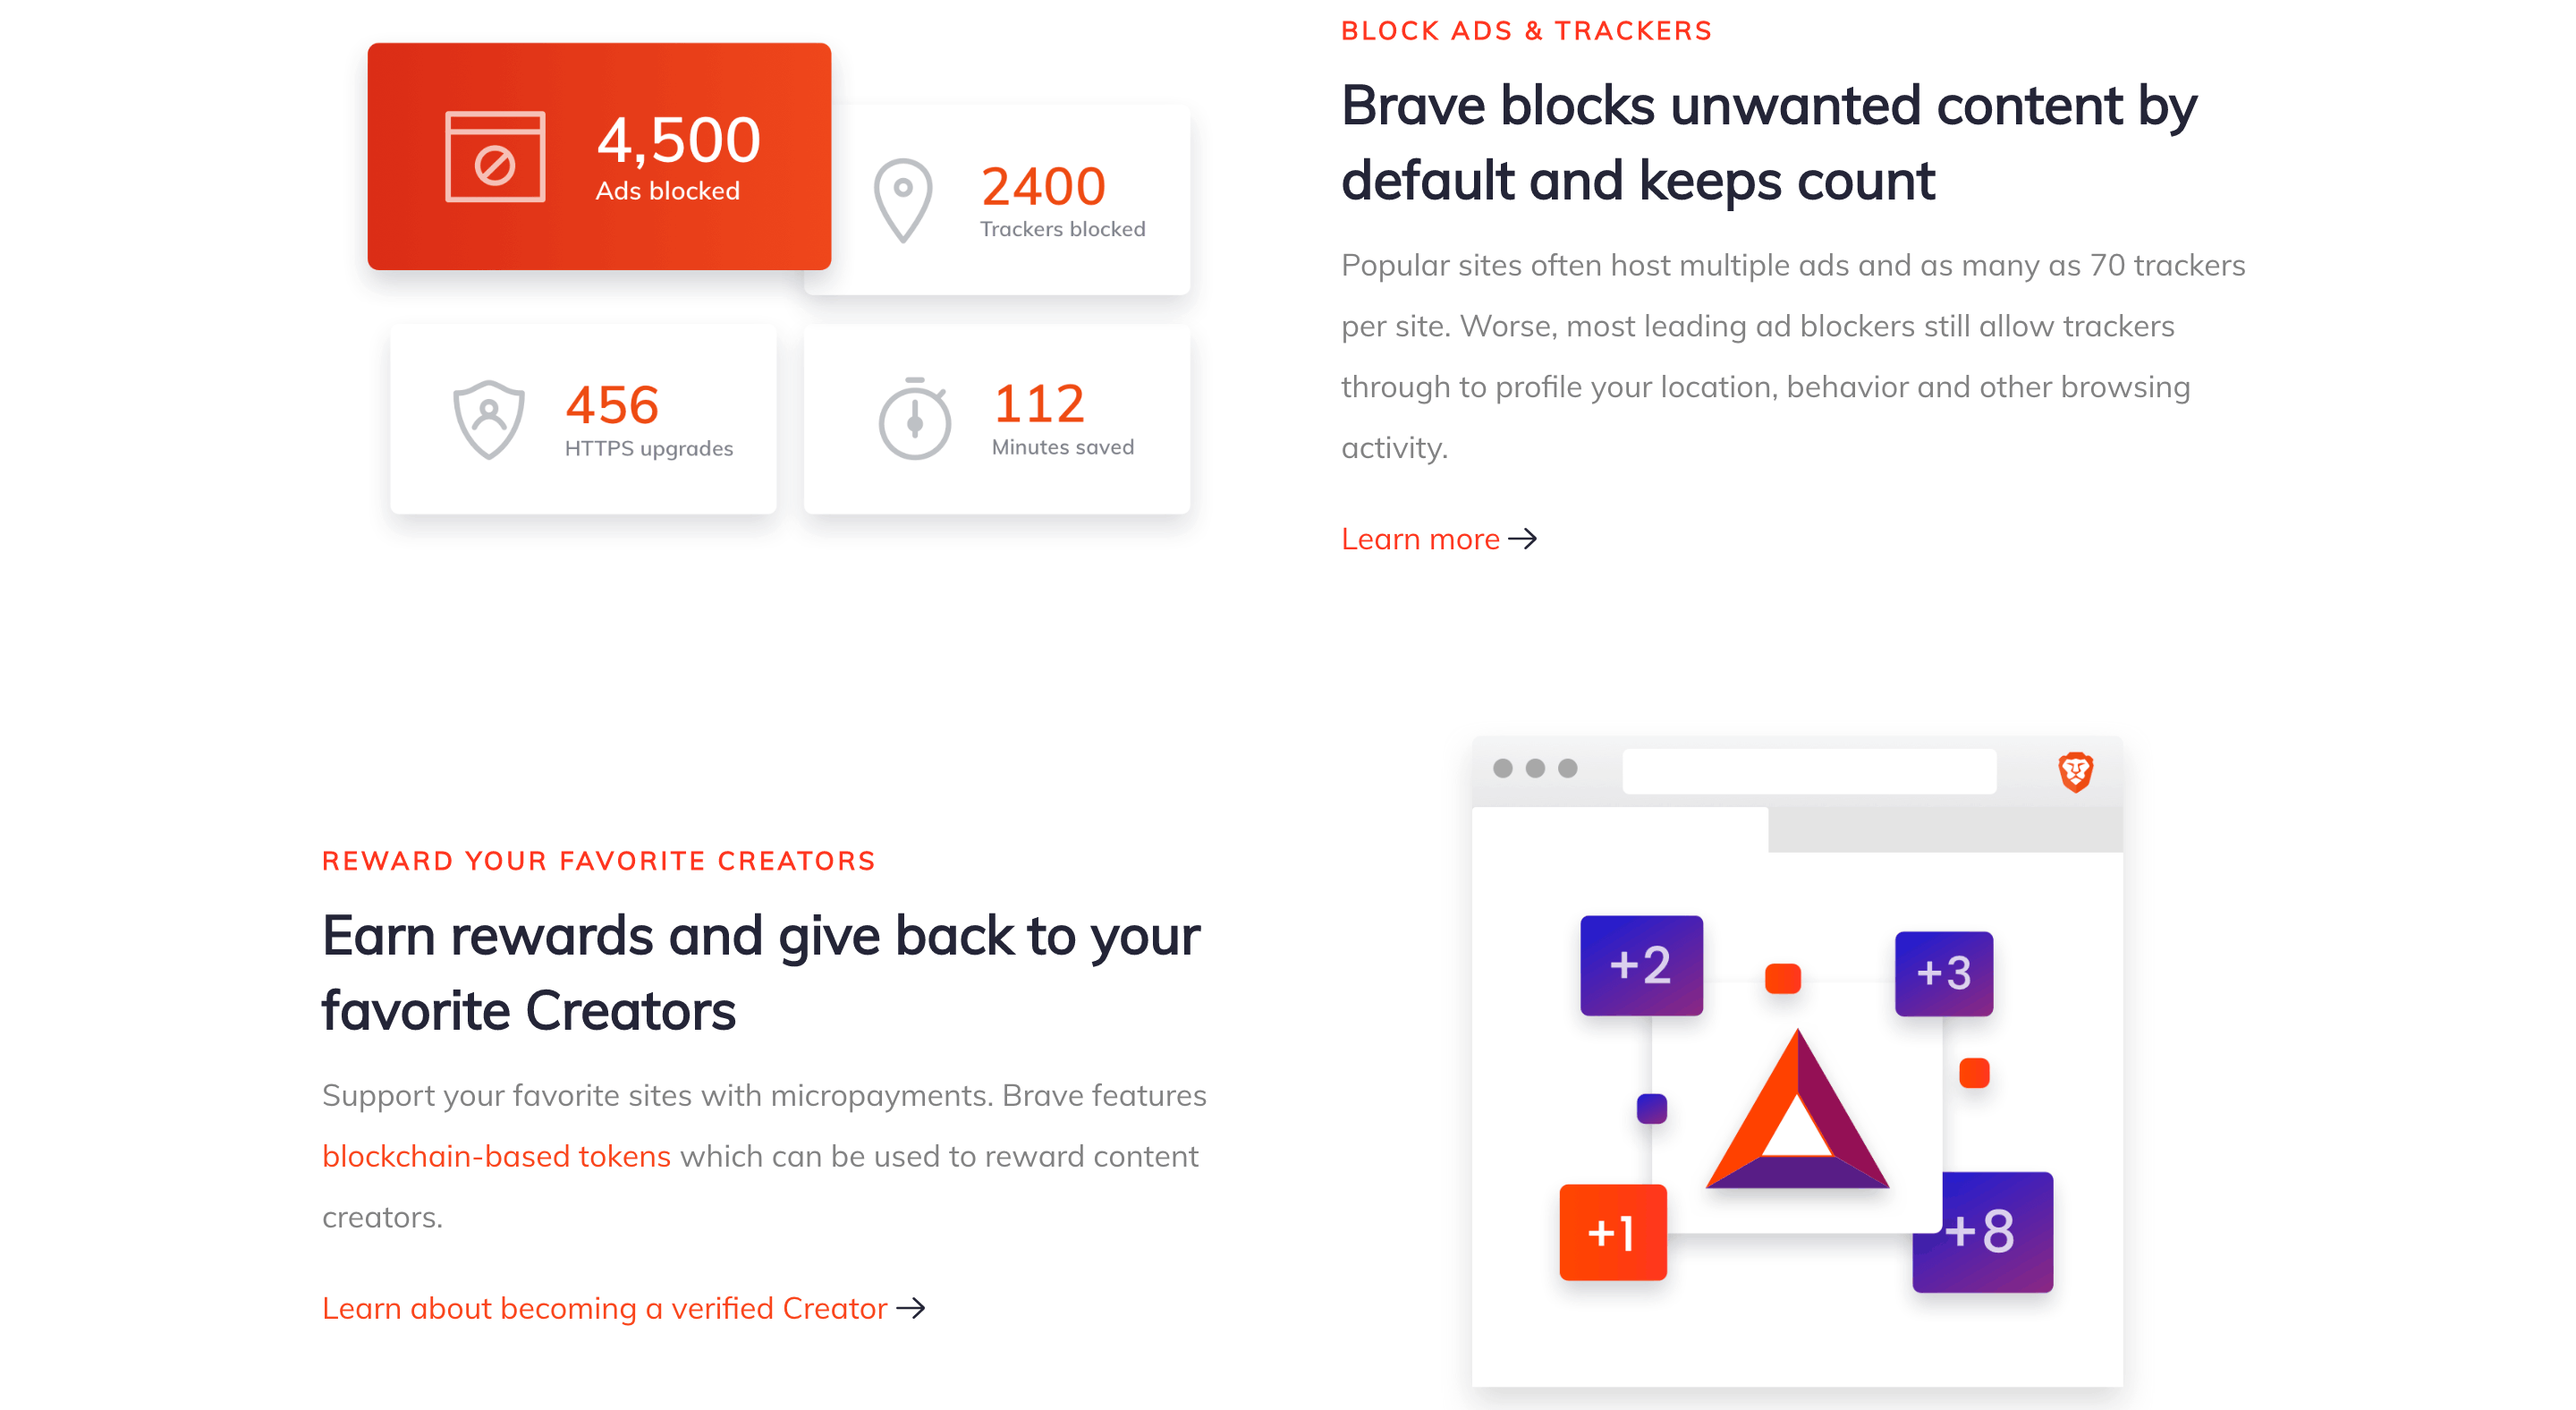 4,500
Ads blocked
2400
Trackers blocked
456
HTTPS upgrades
112
Minutes saved
BLOCK ADS & TRACKERS
Brave blocks unwanted content by
default and keeps count
Popular sites often host multiple ads and as many as 70 trackers
per site. Worse, most leading ad blockers still allow trackers
through to profile your location, behavior and other browsing
activity.
Learn more
REWARD YOUR FAVORITE CREATORS
Earn rewards and give back to your
favorite Creators
Support your favorite sites with micropayments. Brave features
blockchain-based tokens which can be used to reward content
creators.
Learn about becoming a verified Creator
+2
+3
+1
+8